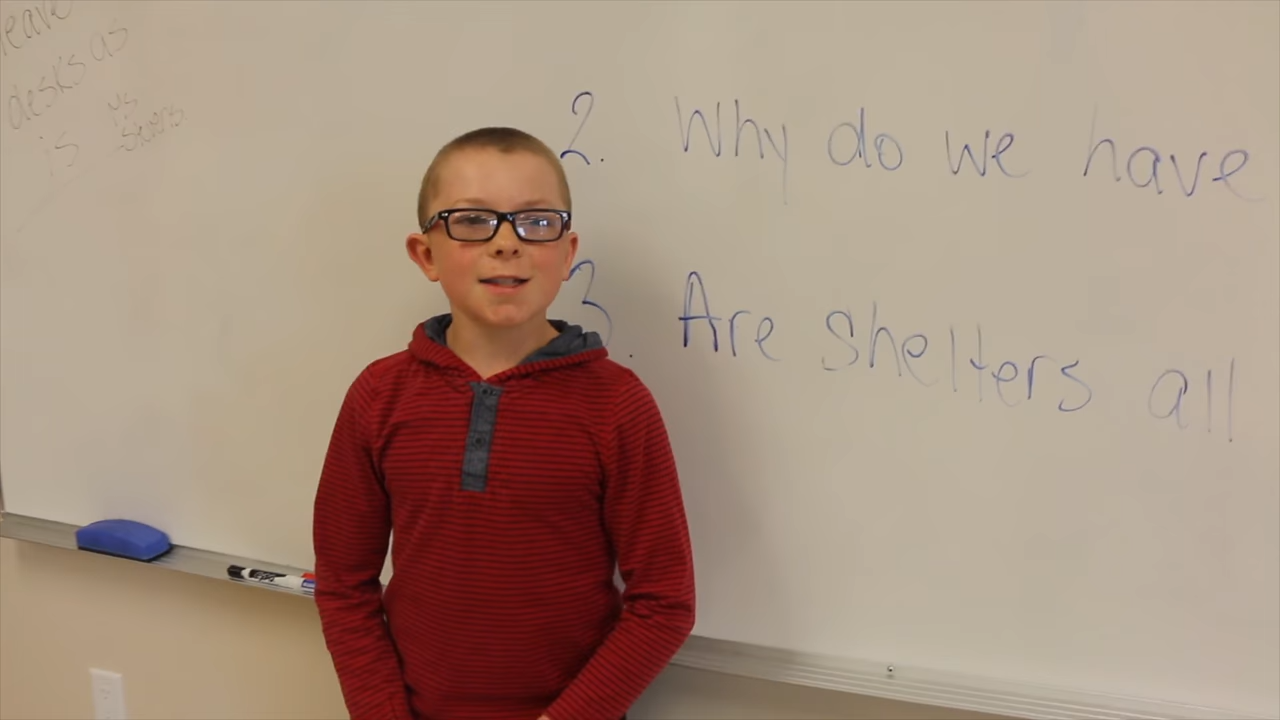 leave
desks as
is
2. Why do we have
3. Are shelters all